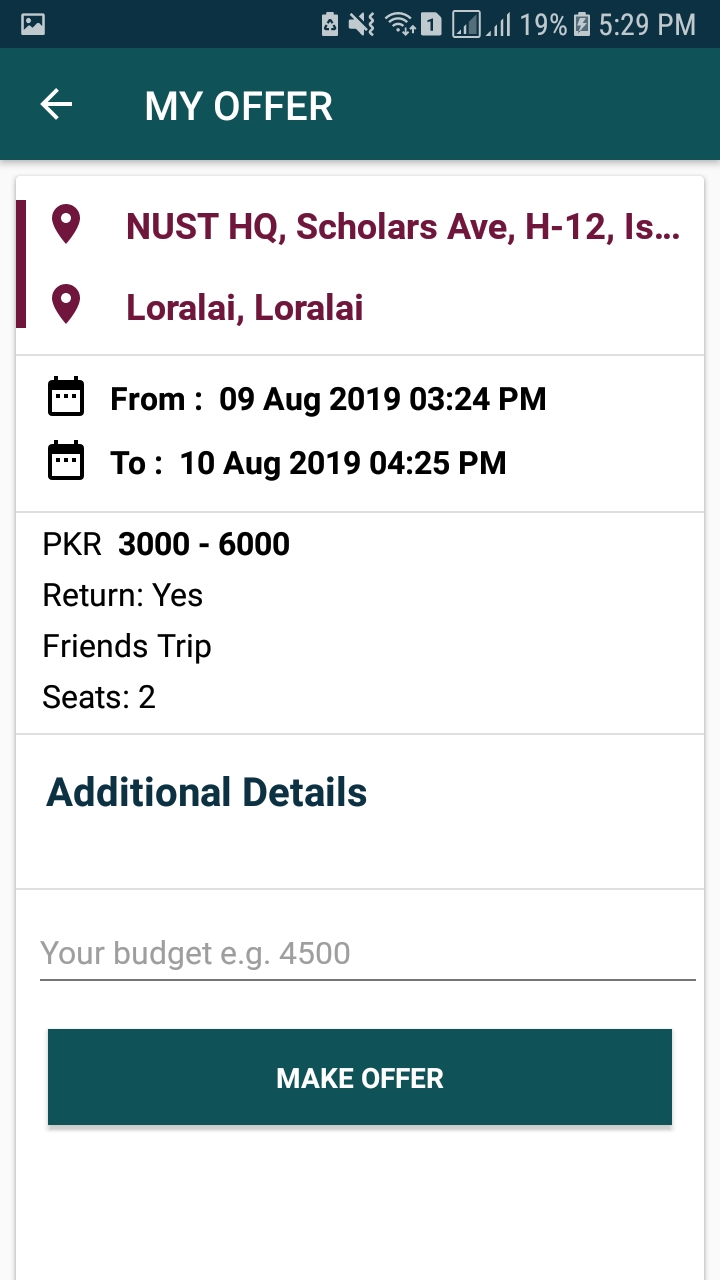 1 19% 5:29 PM
MY OFFER
NUST HQ, Scholars Ave, H-12, Is...
Loralai, Loralai
From : 09 Aug 2019 03:24 PM
To : 10 Aug 2019 04:25 PM
PKR 3000 - 6000
Return: Yes
Friends Trip
Seats: 2
Additional Details
Your budget e.g. 4500
MAKE OFFER